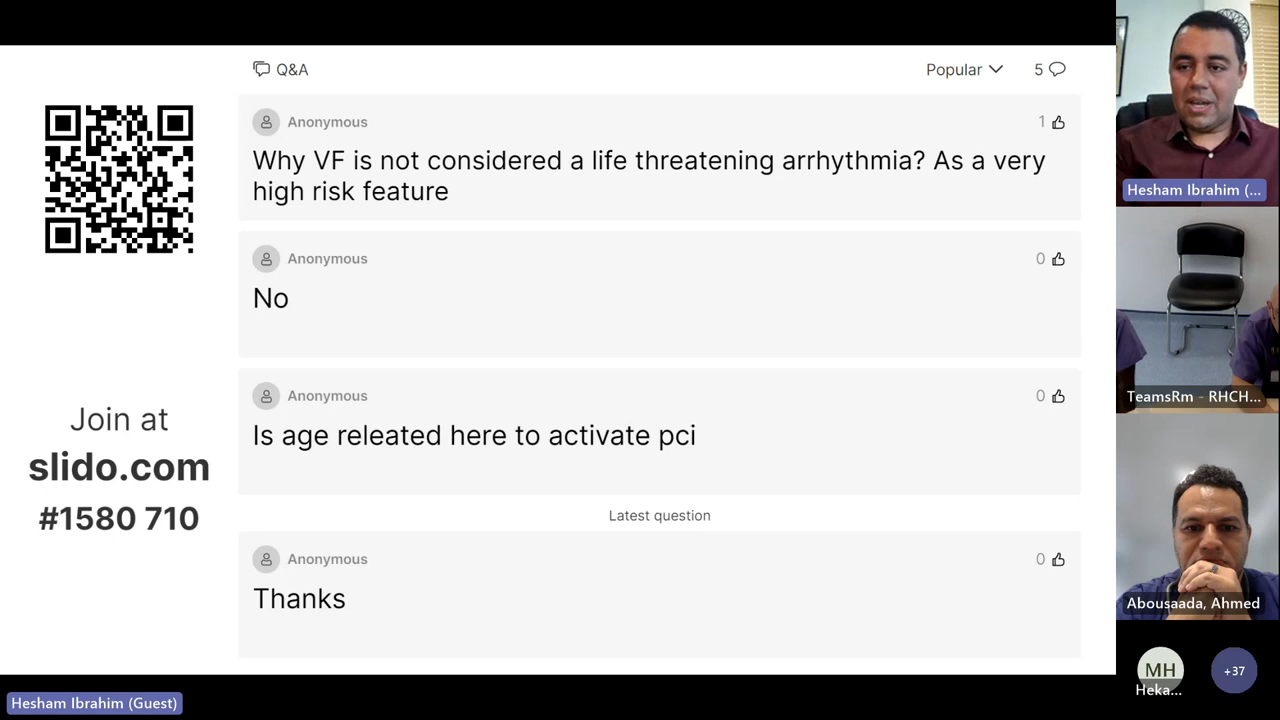 Q&A
Popular
5
Anonymous
1
Why VF is not considered a life threatening arrhythmia? As a very
high risk feature
Anonymous
0
No
Anonymous
0
Is age releated here to activate pci
Latest question
Anonymous
0
Thanks
Join at
slido.com
#1580 710
Hesham Ibrahim (...
TeamsRm - RHCH...
Abousaada, Ahmed
MH
Heka...
+37
Hesham Ibrahim (Guest)